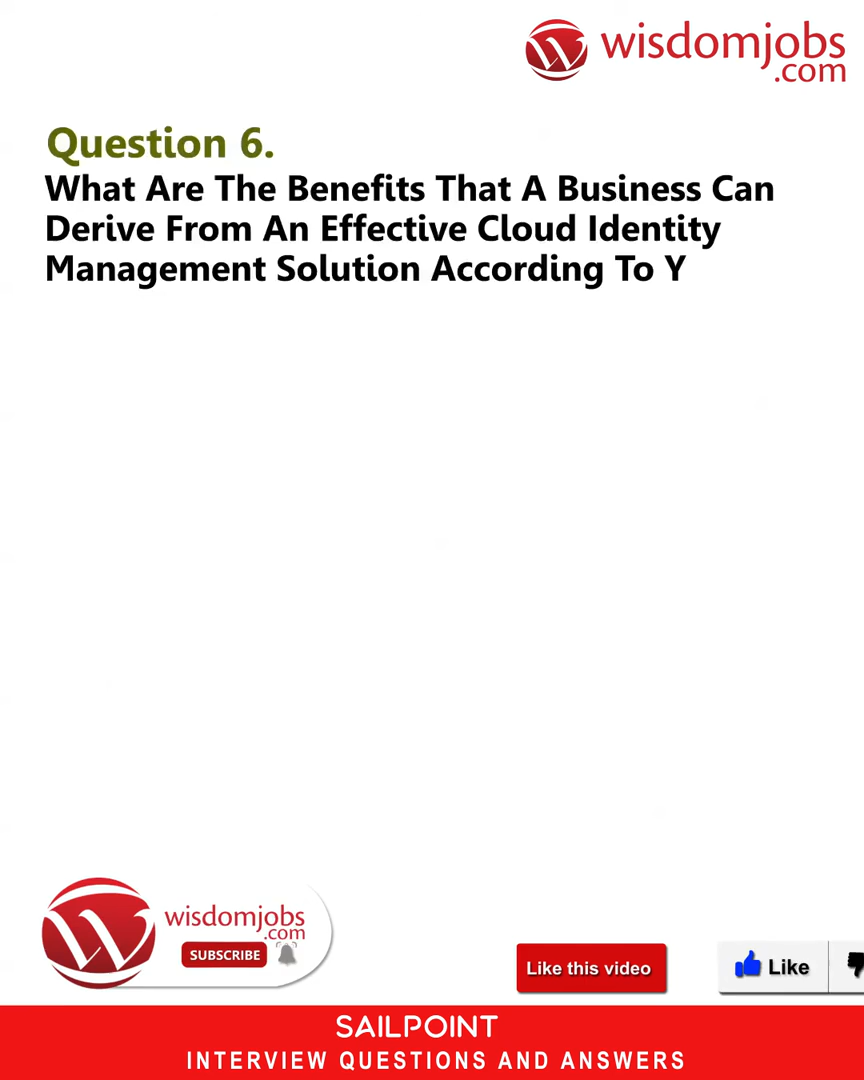 wisdomjobs
.com
Question 6.
What Are The Benefits That A Business Can
Derive From An Effective Cloud Identity
Management Solution According To Y
wisdomjobs
.com
SUBSCRIBE
Like this video
Like
SAILPOINT
INTERVIEW QUESTIONS AND ANSWERS